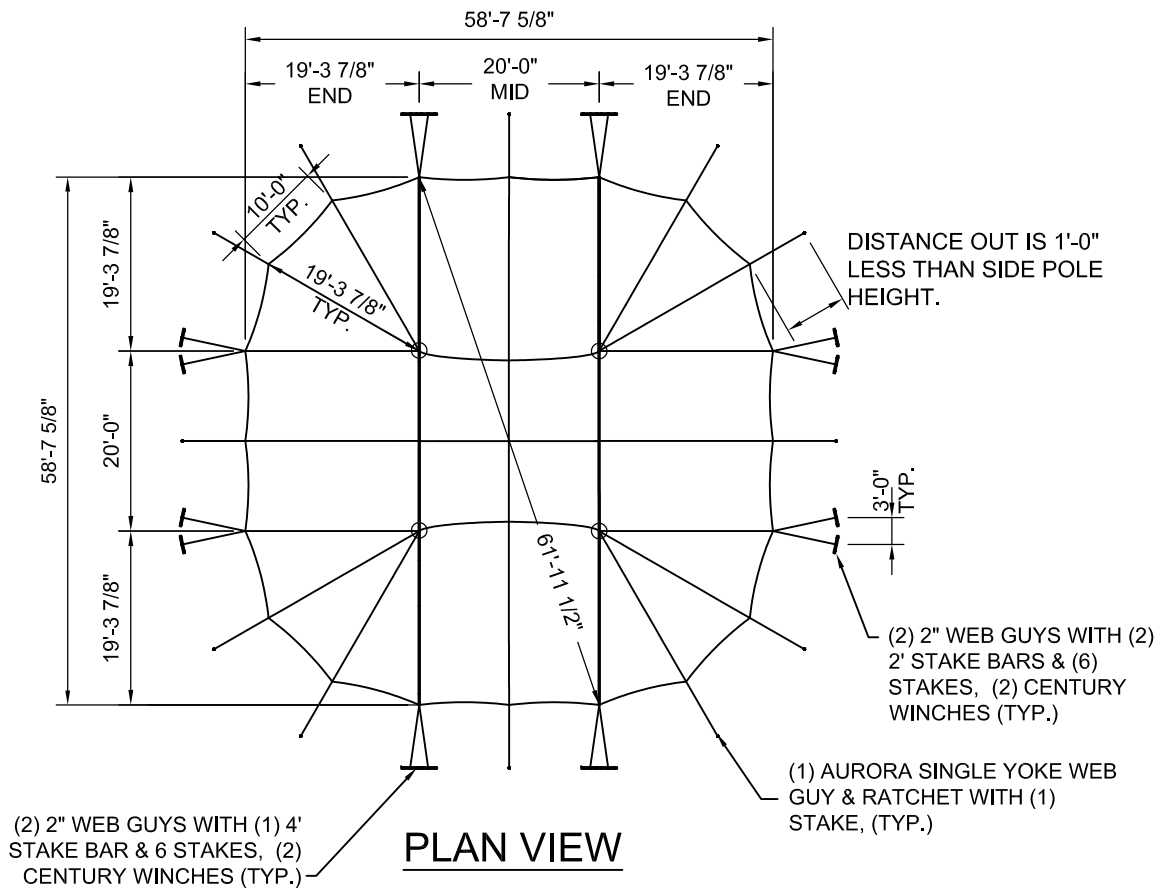 58'-7 5/8"
19'-3 7/8"
END
20'-0"
MID
19'-3 7/8"
END
10'-0"
TYP.
19'-3 7/8"
TYP.
DISTANCE OUT IS 1'-0"
LESS THAN SIDE POLE
HEIGHT.
19'-3 7/8"
58'-7 5/8"
20'-0"
3'-0"
TYP.
61'-11 1/2"
19'-3 7/8"
(2) 2" WEB GUYS WITH (2)
2' STAKE BARS & (6)
STAKES, (2) CENTURY
WINCHES (TYP.)
(1) AURORA SINGLE YOKE WEB
GUY & RATCHET WITH (1)
STAKE, (TYP.)
(2) 2" WEB GUYS WITH (1) 4'
STAKE BAR & 6 STAKES, (2)
CENTURY WINCHES (TYP.)
PLAN VIEW